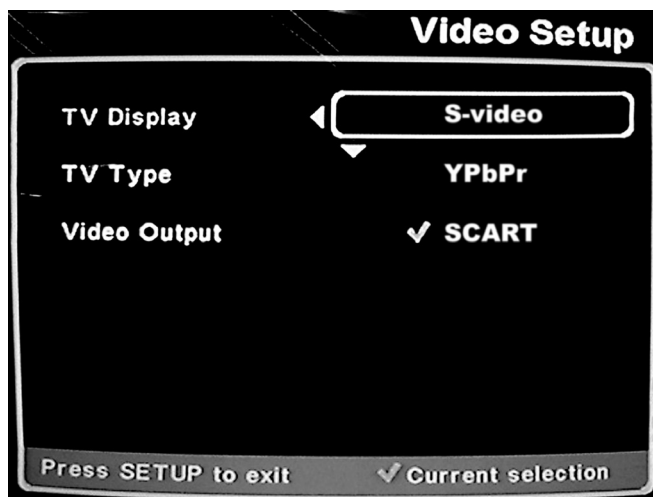 Video Setup
TV Display S-video
TV Type YPbPr
Video Output ✓ SCART
Press SETUP to exit ✓ Current selection